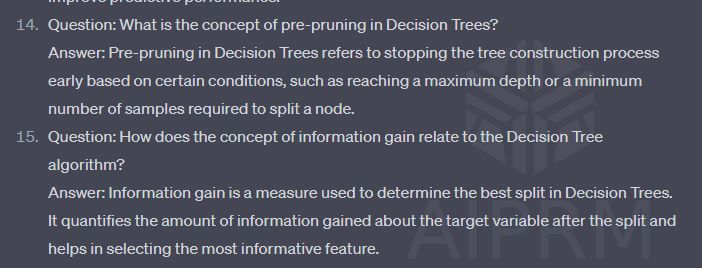 improve predictive performance.
14. Question: What is the concept of pre-pruning in Decision Trees?
Answer: Pre-pruning in Decision Trees refers to stopping the tree construction process
early based on certain conditions, such as reaching a maximum depth or a minimum
number of samples required to split a node.
15. Question: How does the concept of information gain relate to the Decision Tree
algorithm?
Answer: Information gain is a measure used to determine the best split in Decision Trees.
It quantifies the amount of information gained about the target variable after the split and
helps in selecting the most informative feature.
AIPRM